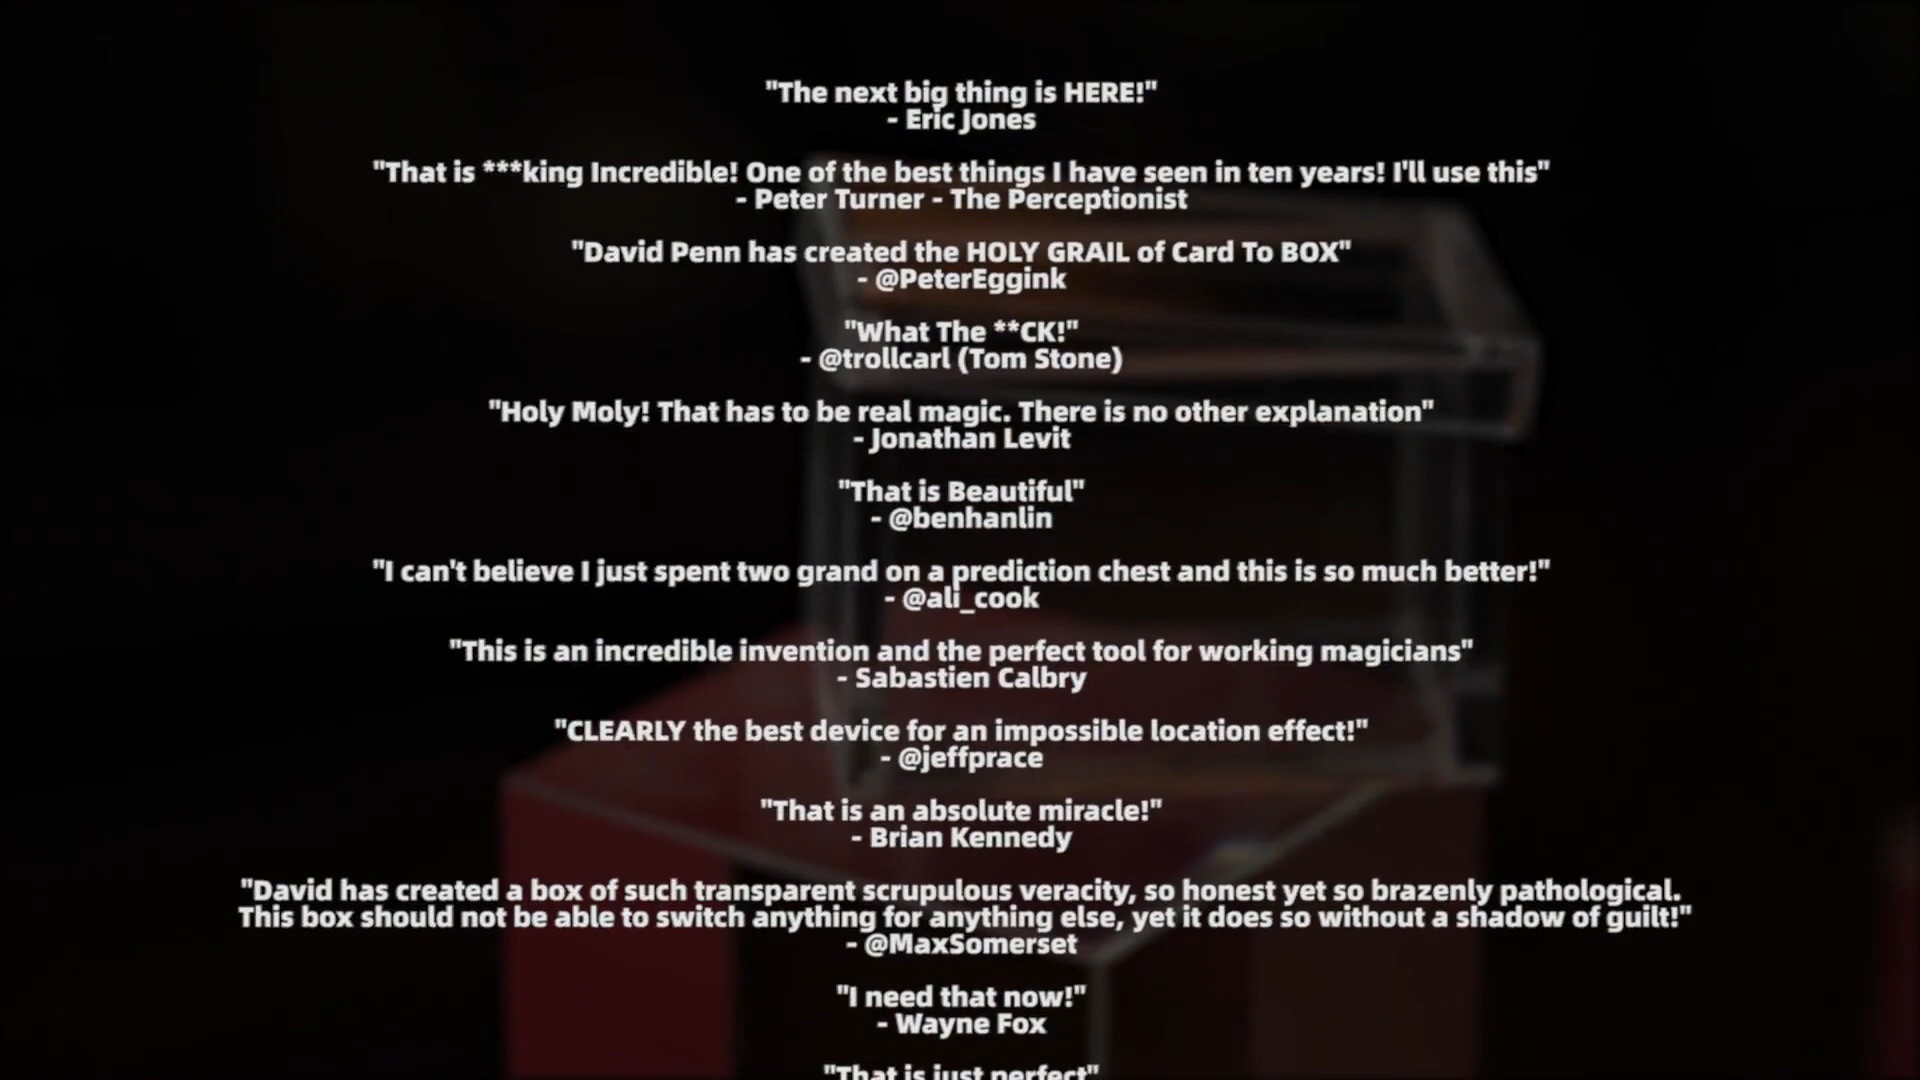 "The next big thing is HERE!"
- Eric Jones
"That is ***king Incredible! One of the best things I have seen in ten years! I'll use this"
- Peter Turner - The Perceptionist
"David Penn has created the HOLY GRAIL of Card To BOX"
- @PeterEggink
"What The **CK!"
- @trollcarl (Tom Stone)
"Holy Moly! That has to be real magic. There is no other explanation"
- Jonathan Levit
"That is Beautiful"
- @benhanlin
"I can't believe I just spent two grand on a prediction chest and this is so much better!"
- @ali_cook
"This is an incredible invention and the perfect tool for working magicians"
- Sabastien Calbry
"CLEARLY the best device for an impossible location effect!"
- @jeffprace
"That is an absolute miracle!"
- Brian Kennedy
"David has created a box of such transparent scrupulous veracity, so honest yet so brazenly pathological.
This box should not be able to switch anything for anything else, yet it does so without a shadow of guilt!"
- @MaxSomerset
"I need that now!"
- Wayne Fox
"That is just perfect"